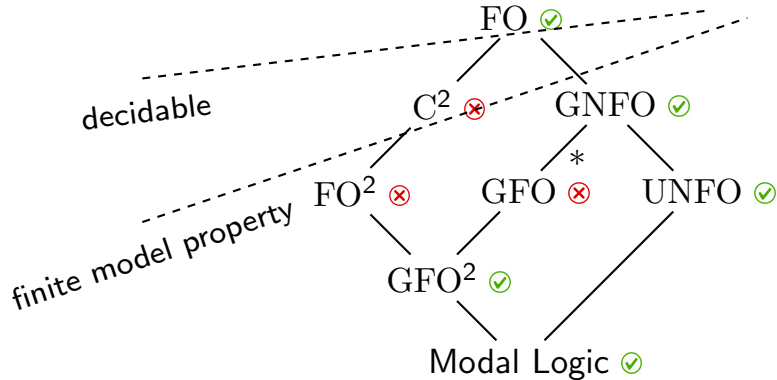 FO
decidable
C² GNFO
*
FO² GFO UNFO
finite model property
GFO²
Modal Logic